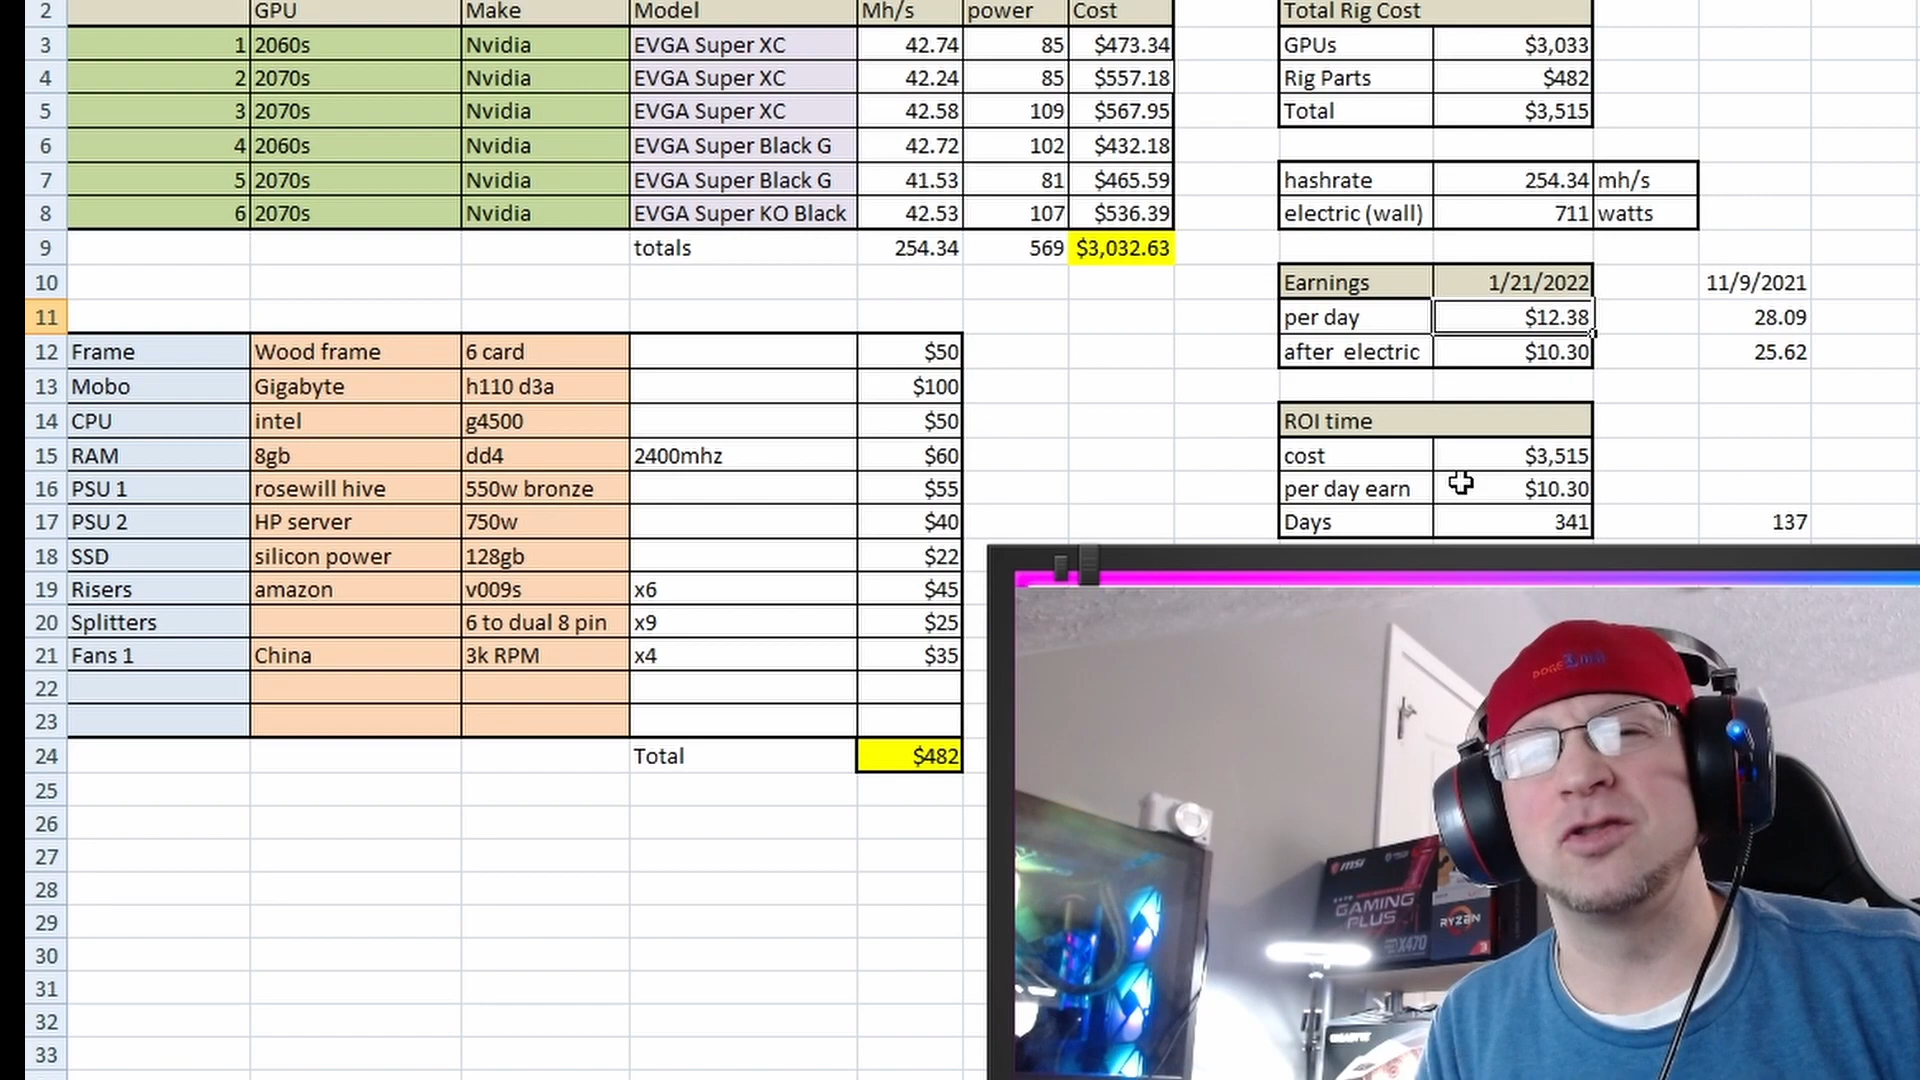 2 GPU Make Model Mh/s power Cost Total Rig Cost
3 1 2060s Nvidia EVGA Super XC 42.74 85 $473.34 GPUs $3,033
4 2 2070s Nvidia EVGA Super XC 42.24 85 $557.18 Rig Parts $482
5 3 2070s Nvidia EVGA Super XC 42.58 109 $567.95 Total $3,515
6 4 2060s Nvidia EVGA Super Black G 42.72 102 $432.18
7 5 2070s Nvidia EVGA Super Black G 41.53 81 $465.59 hashrate 254.34 mh/s
8 6 2070s Nvidia EVGA Super KO Black 42.53 107 $536.39 electric (wall) 711 watts
9 totals 254.34 569 $3,032.63
10 Earnings 1/21/2022 11/9/2021
11 per day $12.38 28.09
12 Frame Wood frame 6 card $50 after electric $10.30 25.62
13 Mobo Gigabyte h110 d3a $100
14 CPU intel g4500 $50 ROI time
15 RAM 8gb dd4 2400mhz $60 cost $3,515
16 PSU 1 rosewill hive 550w bronze $55 per day earn $10.30
17 PSU 2 HP server 750w $40 Days 341 137
18 SSD silicon power 128gb $22
19 Risers amazon v009s x6 $45
20 Splitters 6 to dual 8 pin x9 $25
21 Fans 1 China 3k RPM x4 $35
22
23
24 Total $482
25
26
27
28
29
30
31
32
33
DOGE Lord
msi
GAMING
PLUS
X470
RYZEN
3